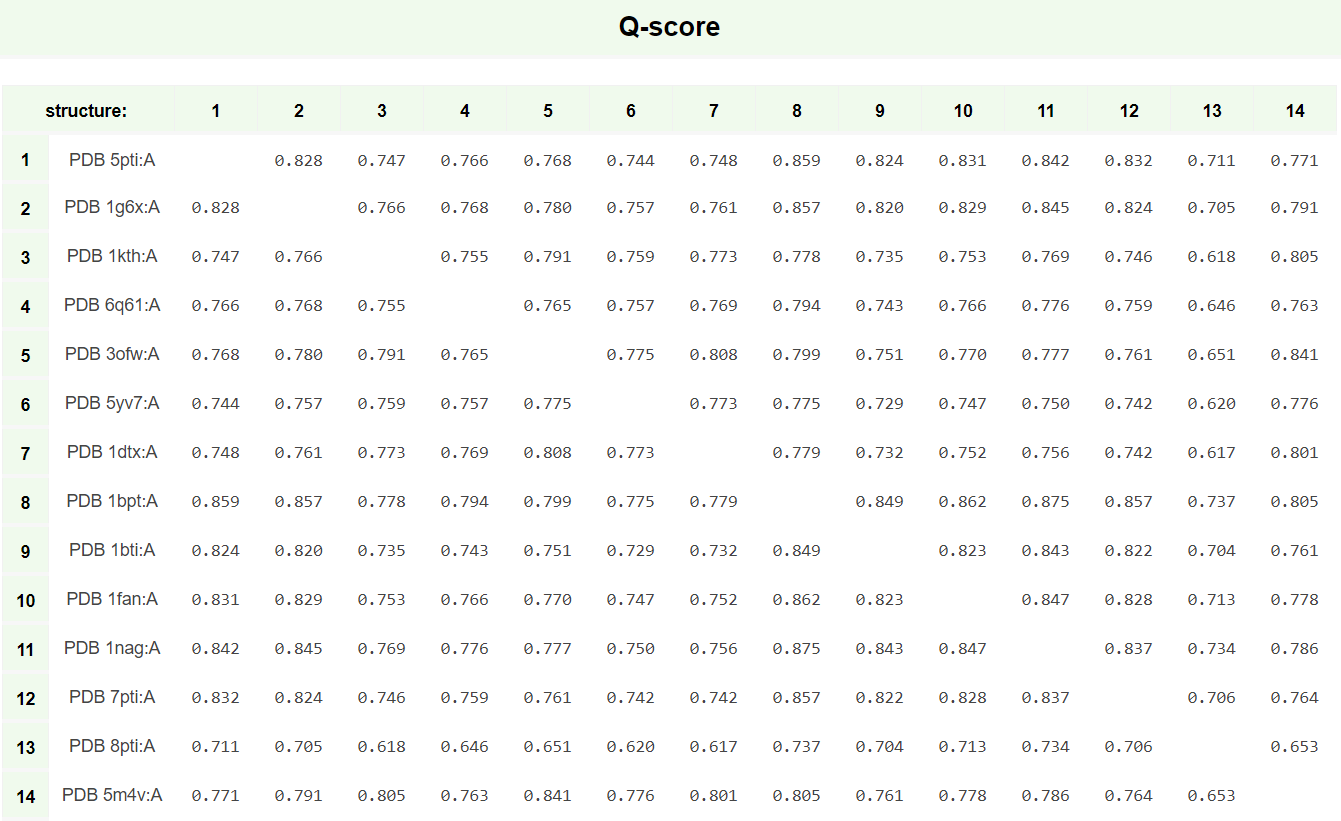 Q-score
structure: 1 2 3 4 5 6 7 8 9 10 11 12 13 14
1 PDB 5pti:A 0.828 0.747 0.766 0.768 0.744 0.748 0.859 0.824 0.831 0.842 0.832 0.711 0.771
2 PDB 1g6x:A 0.828 0.766 0.768 0.780 0.757 0.761 0.857 0.820 0.829 0.845 0.824 0.705 0.791
3 PDB 1kth:A 0.747 0.766 0.755 0.791 0.759 0.773 0.778 0.735 0.753 0.769 0.746 0.618 0.805
4 PDB 6q61:A 0.766 0.768 0.755 0.765 0.757 0.769 0.794 0.743 0.766 0.776 0.759 0.646 0.763
5 PDB 3ofw:A 0.768 0.780 0.791 0.765 0.775 0.808 0.799 0.751 0.770 0.777 0.761 0.651 0.841
6 PDB 5yv7:A 0.744 0.757 0.759 0.757 0.775 0.773 0.775 0.729 0.747 0.750 0.742 0.620 0.776
7 PDB 1dtx:A 0.748 0.761 0.773 0.769 0.808 0.773 0.779 0.732 0.752 0.756 0.742 0.617 0.801
8 PDB 1bpt:A 0.859 0.857 0.778 0.794 0.799 0.775 0.779 0.849 0.862 0.875 0.857 0.737 0.805
9 PDB 1bti:A 0.824 0.820 0.735 0.743 0.751 0.729 0.732 0.849 0.823 0.843 0.822 0.704 0.761
10 PDB 1fan:A 0.831 0.829 0.753 0.766 0.770 0.747 0.752 0.862 0.823 0.847 0.828 0.713 0.778
11 PDB 1nag:A 0.842 0.845 0.769 0.776 0.777 0.750 0.756 0.875 0.843 0.847 0.837 0.734 0.786
12 PDB 7pti:A 0.832 0.824 0.746 0.759 0.761 0.742 0.742 0.857 0.822 0.828 0.837 0.706 0.764
13 PDB 8pti:A 0.711 0.705 0.618 0.646 0.651 0.620 0.617 0.737 0.704 0.713 0.734 0.706 0.653
14 PDB 5m4v:A 0.771 0.791 0.805 0.763 0.841 0.776 0.801 0.805 0.761 0.778 0.786 0.764 0.653